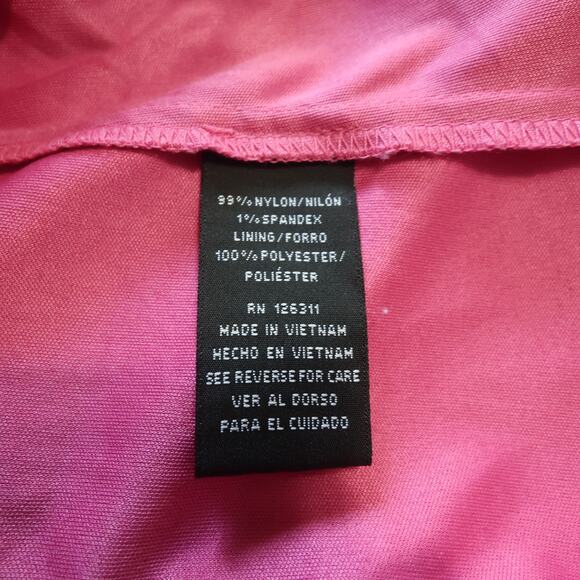 99% NYLON/NILÓN
1% SPANDEX
LINING/FORRO
100% POLYESTER/
POLIÉSTER
RN 126311
MADE IN VIETNAM
HECHO EN VIETNAM
SEE REVERSE FOR CARE
VER AL DORSO
PARA EL CUIDADO